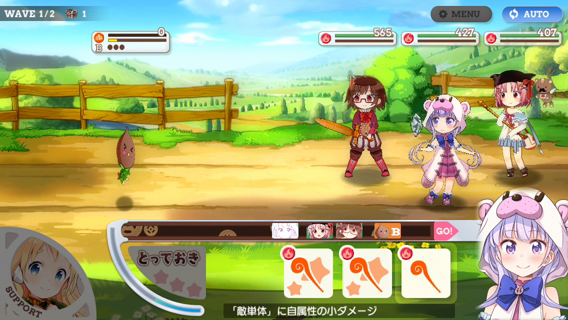 WAVE 1/2 1
MENU
AUTO
0
B
565
427
407
B
GO!
とっておき
SUPPORT
「敵単体」に自属性の小ダメージ